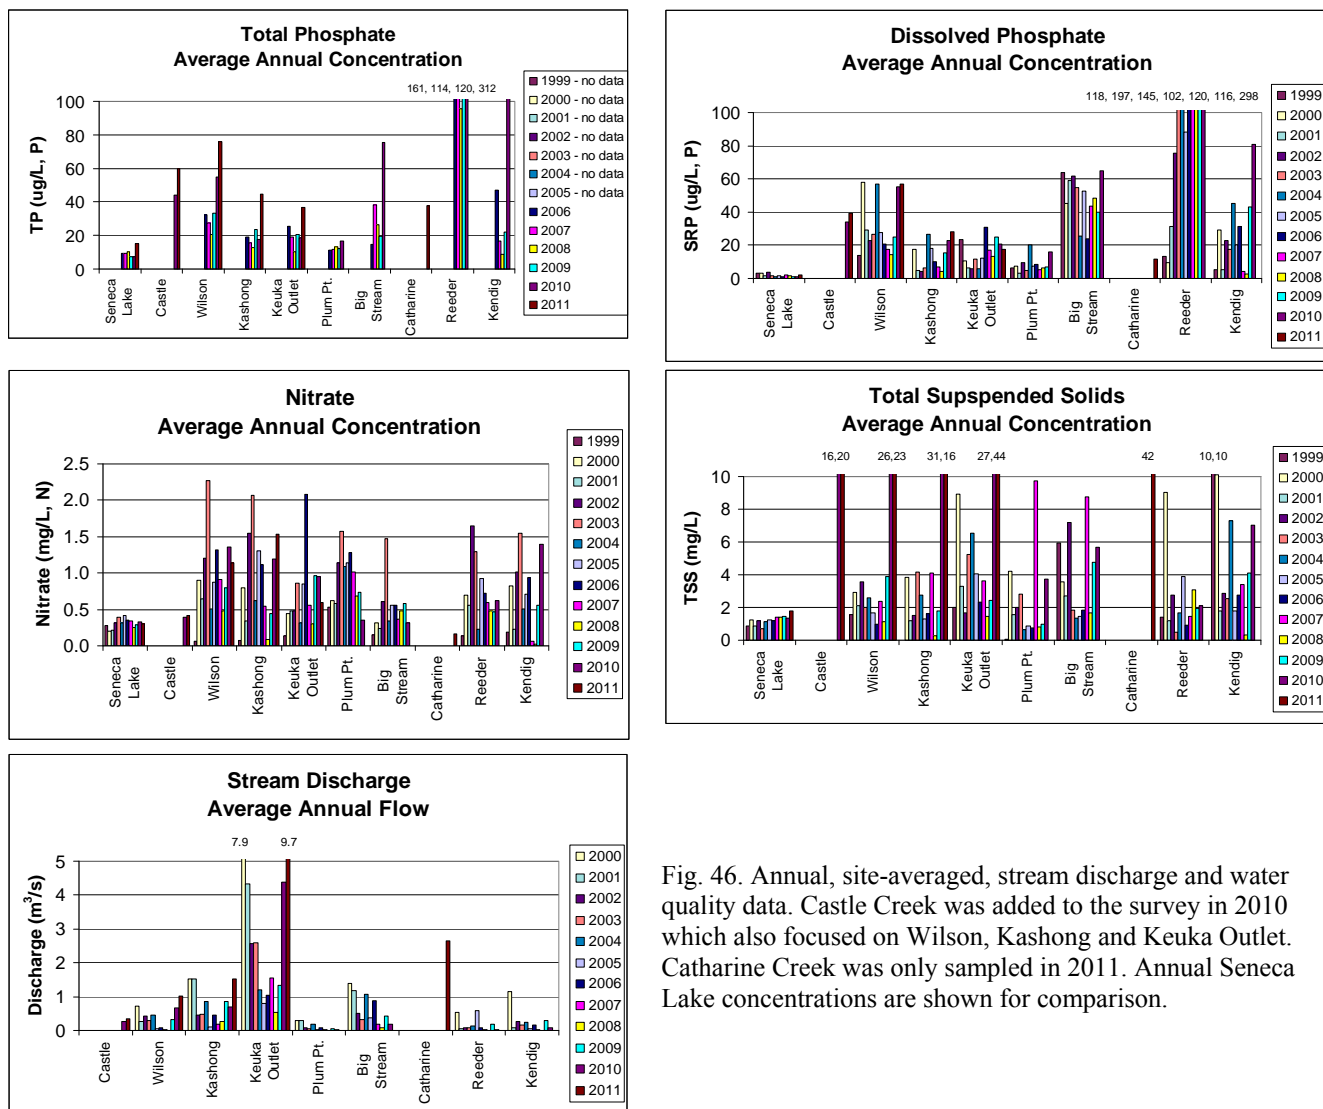 Total Phosphate
Average Annual Concentration
161, 114, 120, 312
TP (ug/L, P)
100
80
60
40
20
0
Seneca Lake
Castle
Wilson
Kashong
Keuka Outlet
Plum Pt.
Big Stream
Catharine
Reeder
Kendig
1999 - no data
2000 - no data
2001 - no data
2002 - no data
2003 - no data
2004 - no data
2005 - no data
2006
2007
2008
2009
2010
2011
Dissolved Phosphate
Average Annual Concentration
118, 197, 145, 102, 120, 116, 298
SRP (ug/L, P)
100
80
60
40
20
0
Seneca Lake
Castle
Wilson
Kashong
Keuka Outlet
Plum Pt.
Big Stream
Catharine
Reeder
Kendig
1999
2000
2001
2002
2003
2004
2005
2006
2007
2008
2009
2010
2011
Nitrate
Average Annual Concentration
Nitrate (mg/L, N)
2.5
2.0
1.5
1.0
0.5
0.0
Seneca Lake
Castle
Wilson
Kashong
Keuka Outlet
Plum Pt.
Big Stream
Catharine
Reeder
Kendig
1999
2000
2001
2002
2003
2004
2005
2006
2007
2008
2009
2010
2011
Total Supspended Solids
Average Annual Concentration
16,20
26,23
31,16
27,44
42
10,10
TSS (mg/L)
10
8
6
4
2
0
Seneca Lake
Castle
Wilson
Kashong
Keuka Outlet
Plum Pt.
Big Stream
Catharine
Reeder
Kendig
1999
2000
2001
2002
2003
2004
2005
2006
2007
2008
2009
2010
2011
Stream Discharge
Average Annual Flow
7.9
9.7
Discharge (m³/s)
5
4
3
2
1
0
Castle
Wilson
Kashong
Keuka Outlet
Plum Pt.
Big Stream
Catharine
Reeder
Kendig
2000
2001
2002
2003
2004
2005
2006
2007
2008
2009
2010
2011
Fig. 46. Annual, site-averaged, stream discharge and water
quality data. Castle Creek was added to the survey in 2010
which also focused on Wilson, Kashong and Keuka Outlet.
Catharine Creek was only sampled in 2011. Annual Seneca
Lake concentrations are shown for comparison.